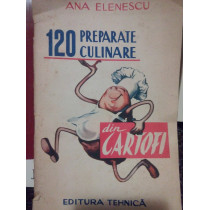 ANA ELENESCU
120 PREPARATE
CULINARE
din
CARTOFI
EDITURA TEHNICĂ